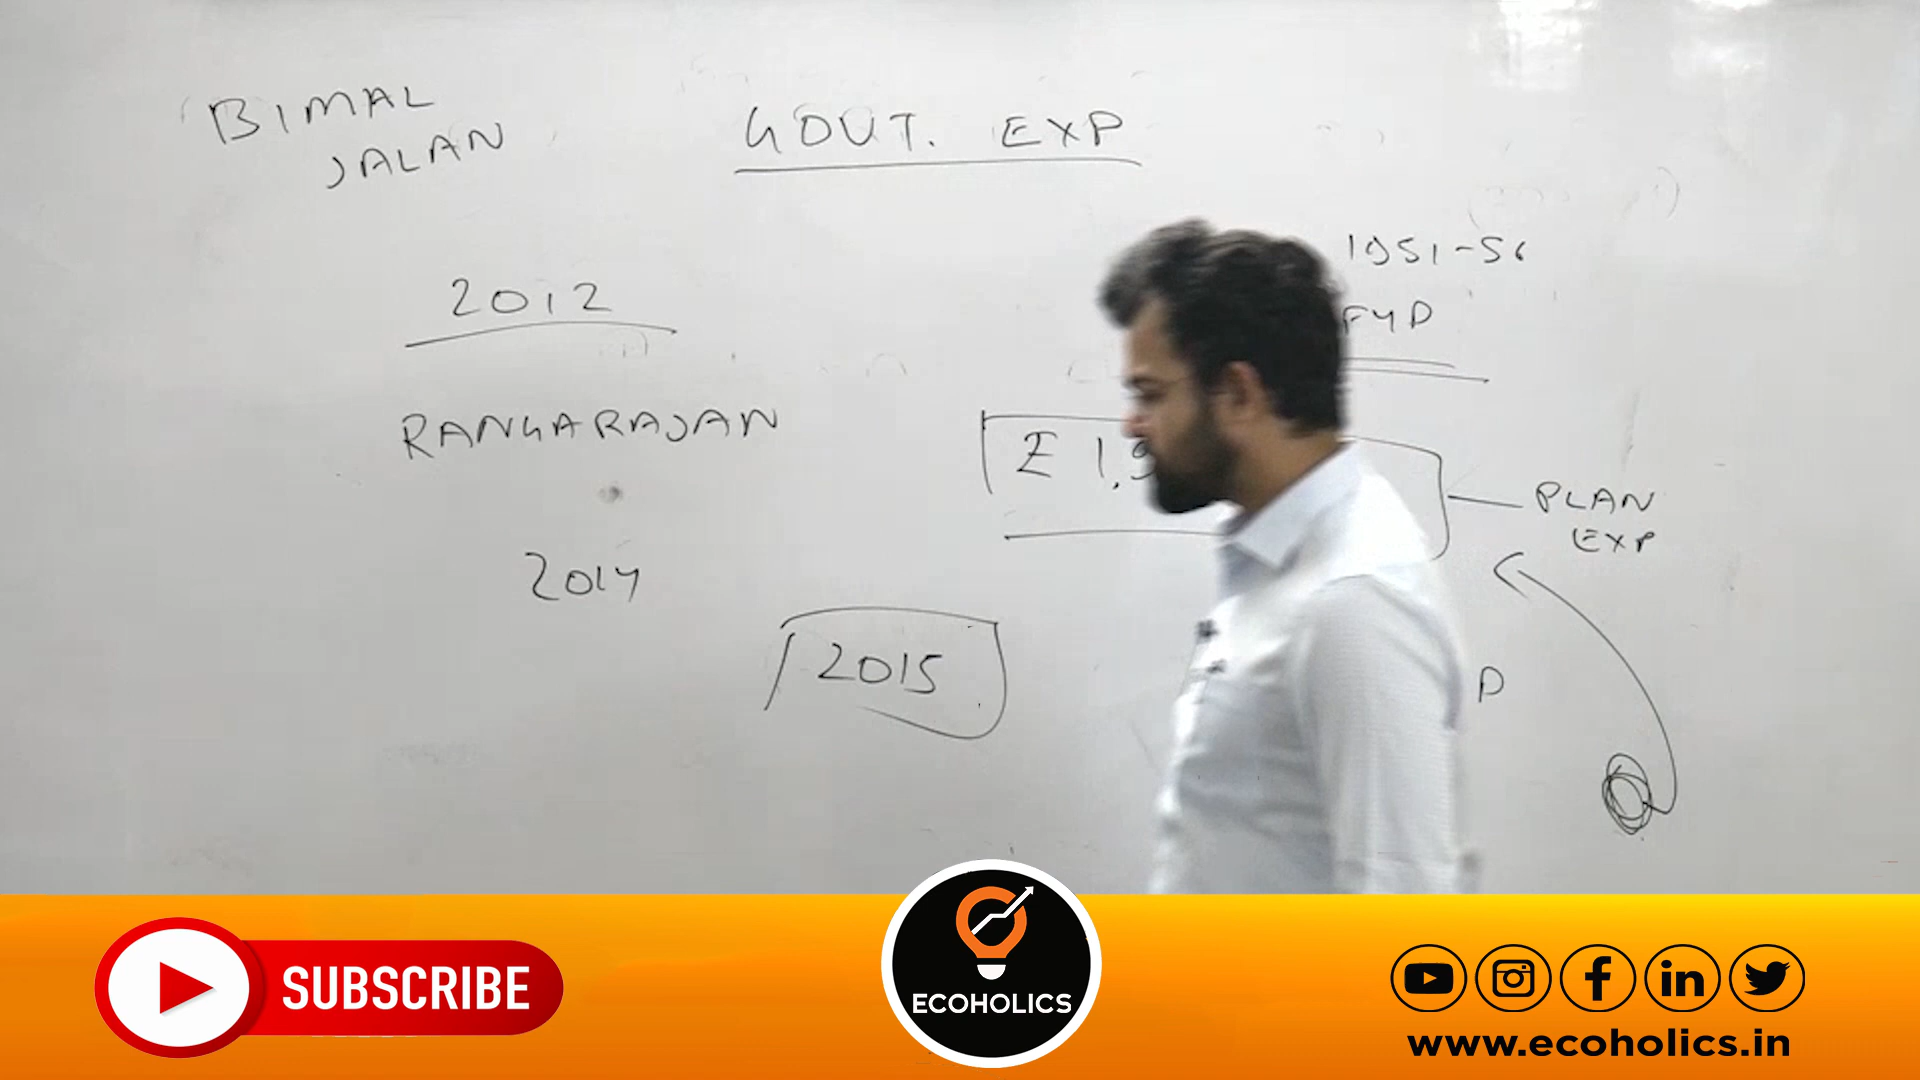 BIMAL
JALAN
GOVT. EXP
1951-56
FYP
2012
RANGARAJAN
PLAN
EXP
2014
2015
P
SUBSCRIBE
ECOHOLICS
www.ecoholics.in